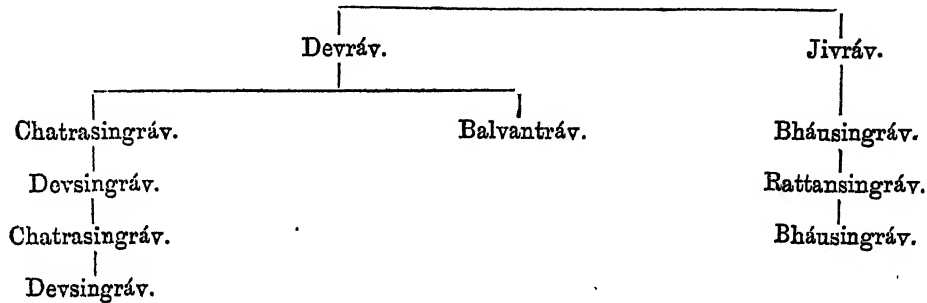 Devráv. Jivráv.
Chatrasingráv. Balvantráv. Bháusingráv.
Devsingráv. Rattansingráv.
Chatrasingráv. Bháusingráv.
Devsingráv.